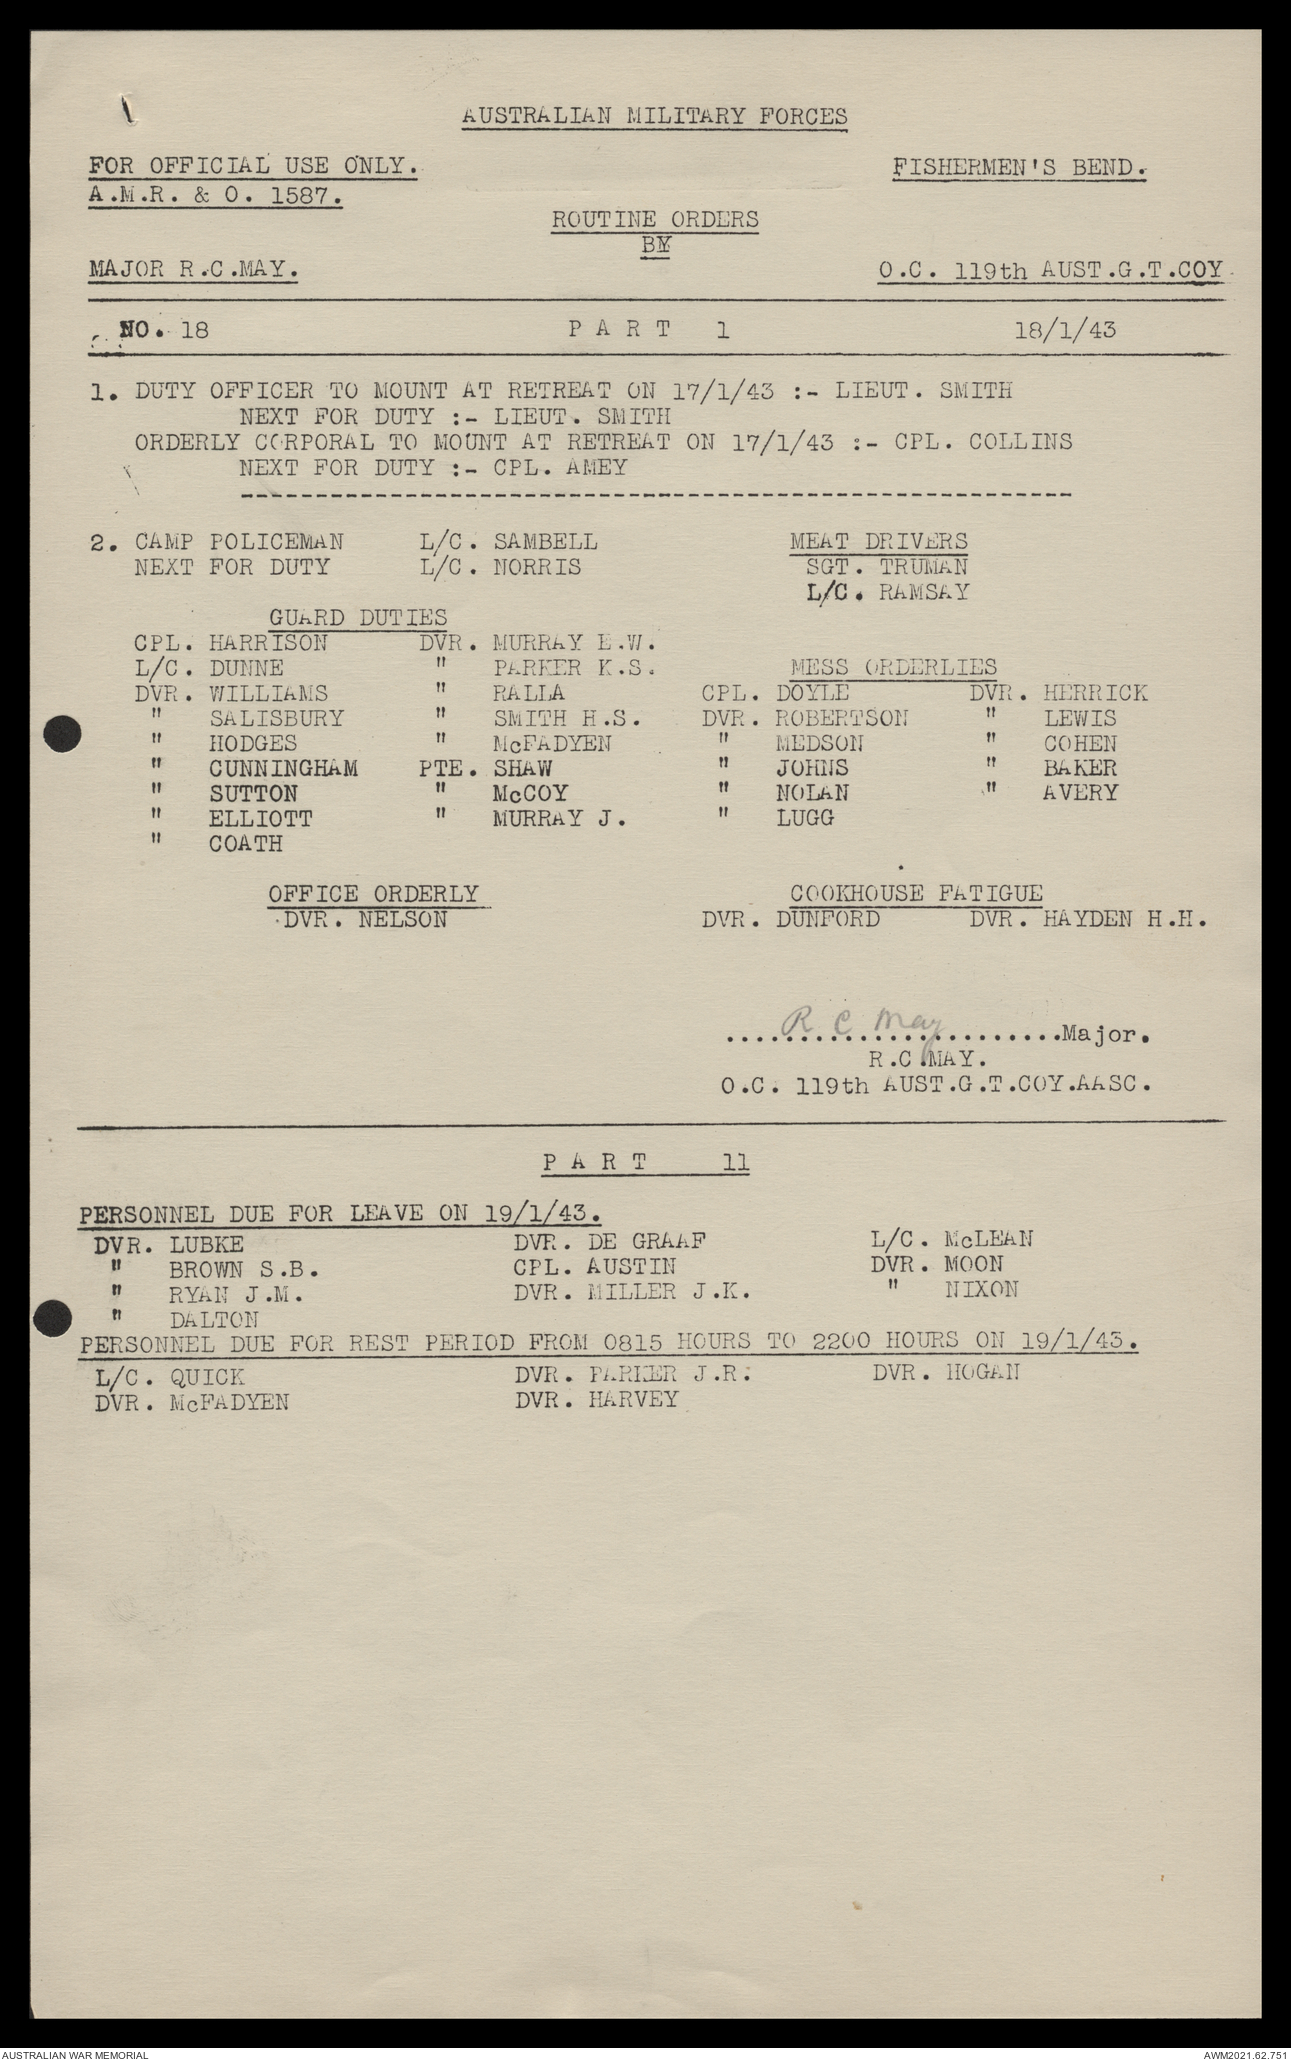 AUSTRALIAN MILITARY FORCES
FOR OFFICIAL USE ONLY. FISHERMEN'S BEND.
A.M.R. & O. 1587.
ROUTINE ORDERS
BY
MAJOR R.C.MAY. O.C. 119th AUST.G.T.COY
NO. 18 P A R T 1 18/1/43
1. DUTY OFFICER TO MOUNT AT RETREAT ON 17/1/43 :- LIEUT. SMITH
NEXT FOR DUTY :- LIEUT. SMITH
ORDERLY CORPORAL TO MOUNT AT RETREAT ON 17/1/43 :- CPL. COLLINS
NEXT FOR DUTY :- CPL. AMEY
--------------------------------------------------------
2. CAMP POLICEMAN L/C. SAMBELL MEAT DRIVERS
NEXT FOR DUTY L/C. NORRIS SGT. TRUMAN
L/C. RAMSAY
GUARD DUTIES
CPL. HARRISON DVR. MURRAY E.W.
L/C. DUNNE " PARKER K.S. MESS ORDERLIES
DVR. WILLIAMS " RALLA CPL. DOYLE DVR. HERRICK
" SALISBURY " SMITH H.S. DVR. ROBERTSON " LEWIS
" HODGES " McFADYEN " MEDSON " COHEN
" CUNNINGHAM PTE. SHAW " JOHNS " BAKER
" SUTTON " McCOY " NOLAN " AVERY
" ELLIOTT " MURRAY J. " LUGG
" COATH
OFFICE ORDERLY COOKHOUSE FATIGUE
DVR. NELSON DVR. DUNFORD DVR. HAYDEN H.H.
R C May
.......................Major.
R.C.MAY.
O.C. 119th AUST.G.T.COY.AASC.
P A R T 11
PERSONNEL DUE FOR LEAVE ON 19/1/43.
DVR. LUBKE DVR. DE GRAAF L/C. McLEAN
" BROWN S.B. CPL. AUSTIN DVR. MOON
" RYAN J.M. DVR. MILLER J.K. " NIXON
" DALTON
PERSONNEL DUE FOR REST PERIOD FROM 0815 HOURS TO 2200 HOURS ON 19/1/43.
L/C. QUICK DVR. PARKER J.R. DVR. HOGAN
DVR. McFADYEN DVR. HARVEY
AUSTRALIAN WAR MEMORIAL AWM2021.62.751